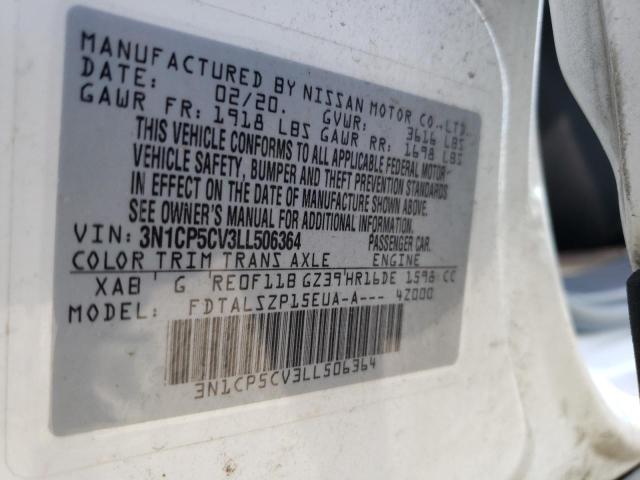 MANUFACTURED BY NISSAN MOTOR CO.,LTD.
DATE: 02/20. GVWR: 3616 LBS
GAWR FR: 1918 LBS GAWR RR: 1698 LBS
THIS VEHICLE CONFORMS TO ALL APPLICABLE FEDERAL MOTOR
VEHICLE SAFETY, BUMPER AND THEFT PREVENTION STANDARDS
IN EFFECT ON THE DATE OF MANUFACTURE SHOWN ABOVE.
SEE OWNER'S MANUAL FOR ADDITIONAL INFORMATION.
VIN: 3N1CP5CV3LL506364 PASSENGER CAR.
COLOR TRIM TRANS AXLE ENGINE
XAB G RE0F11B GZ39 HR16DE 1598 CC
MODEL: FDTALSZP15EUA-A--- 4Z000
3N1CP5CV3LL506364